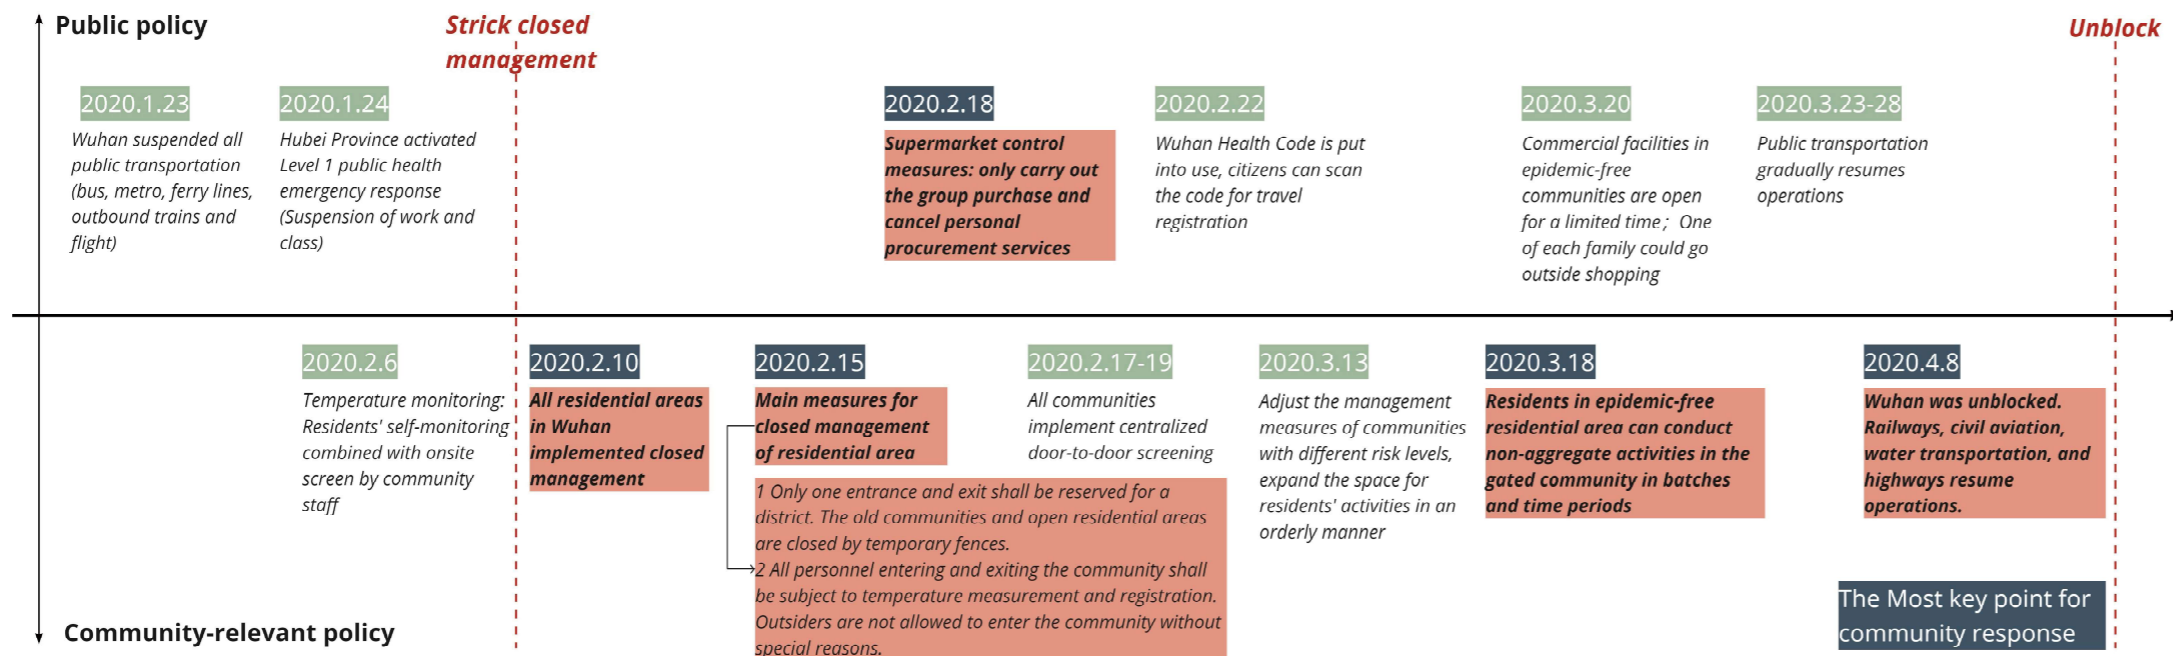 Public policy
Strick closed
management
Unblock
2020.1.23
Wuhan suspended all
public transportation
(bus, metro, ferry lines,
outbound trains and
flight)
2020.1.24
Hubei Province activated
Level 1 public health
emergency response
(Suspension of work and
class)
2020.2.18
Supermarket control
measures: only carry out
the group purchase and
cancel personal
procurement services
2020.2.22
Wuhan Health Code is put
into use, citizens can scan
the code for travel
registration
2020.3.20
Commercial facilities in
epidemic-free
communities are open
for a limited time; One
of each family could go
outside shopping
2020.3.23-28
Public transportation
gradually resumes
operations
2020.2.6
Temperature monitoring:
Residents' self-monitoring
combined with onsite
screen by community
staff
2020.2.10
All residential areas
in Wuhan
implemented closed
management
2020.2.15
Main measures for
closed management
of residential area
1 Only one entrance and exit shall be reserved for a
district. The old communities and open residential areas
are closed by temporary fences.
2 All personnel entering and exiting the community shall
be subject to temperature measurement and registration.
Outsiders are not allowed to enter the community without
special reasons.
2020.2.17-19
All communities
implement centralized
door-to-door screening
2020.3.13
Adjust the management
measures of communities
with different risk levels,
expand the space for
residents' activities in an
orderly manner
2020.3.18
Residents in epidemic-free
residential area can conduct
non-aggregate activities in the
gated community in batches
and time periods
2020.4.8
Wuhan was unblocked.
Railways, civil aviation,
water transportation, and
highways resume
operations.
The Most key point for
community response
Community-relevant policy